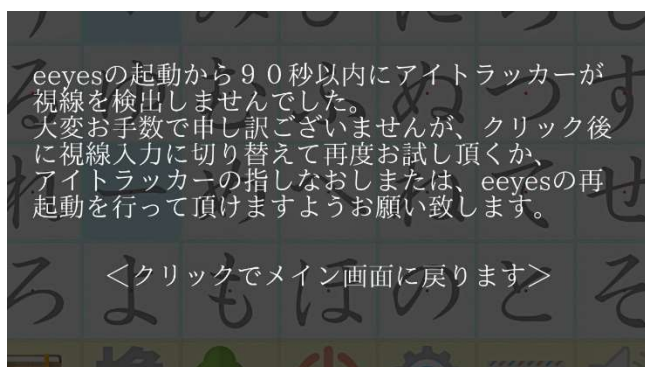 eeyesの起動から９０秒以内にアイトラッカーが
視線を検出しませんでした。
大変お手数で申し訳ございませんが、クリック後
に視線入力に切り替えて再度お試し頂くか、
アイトラッカーの指しなおしまたは、eeyesの再
起動を行って頂けますようお願い致します。
＜クリックでメイン画面に戻ります＞
ろ よ も ほ の と そ